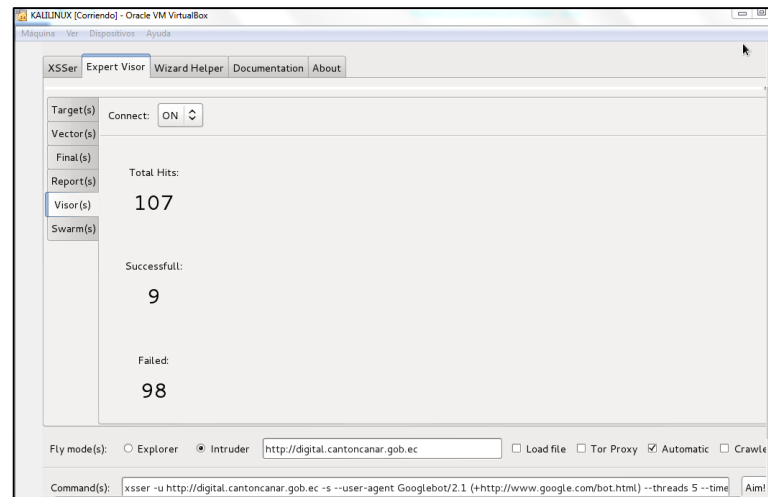 KALILINUX [Corriendo] - Oracle VM VirtualBox
Máquina Ver Dispositivos Ayuda
XSSer Expert Visor Wizard Helper Documentation About
Target(s)
Connect: ON
Vector(s)
Final(s)
Report(s)
Visor(s)
Swarm(s)
Total Hits:
107
Successfull:
9
Failed:
98
Fly mode(s): Explorer Intruder http://digital.cantoncanar.gob.ec Load file Tor Proxy Automatic Crawle
Command(s): xsser -u http://digital.cantoncanar.gob.ec -s --user-agent Googlebot/2.1 (+http://www.google.com/bot.html) --threads 5 --time Aim!